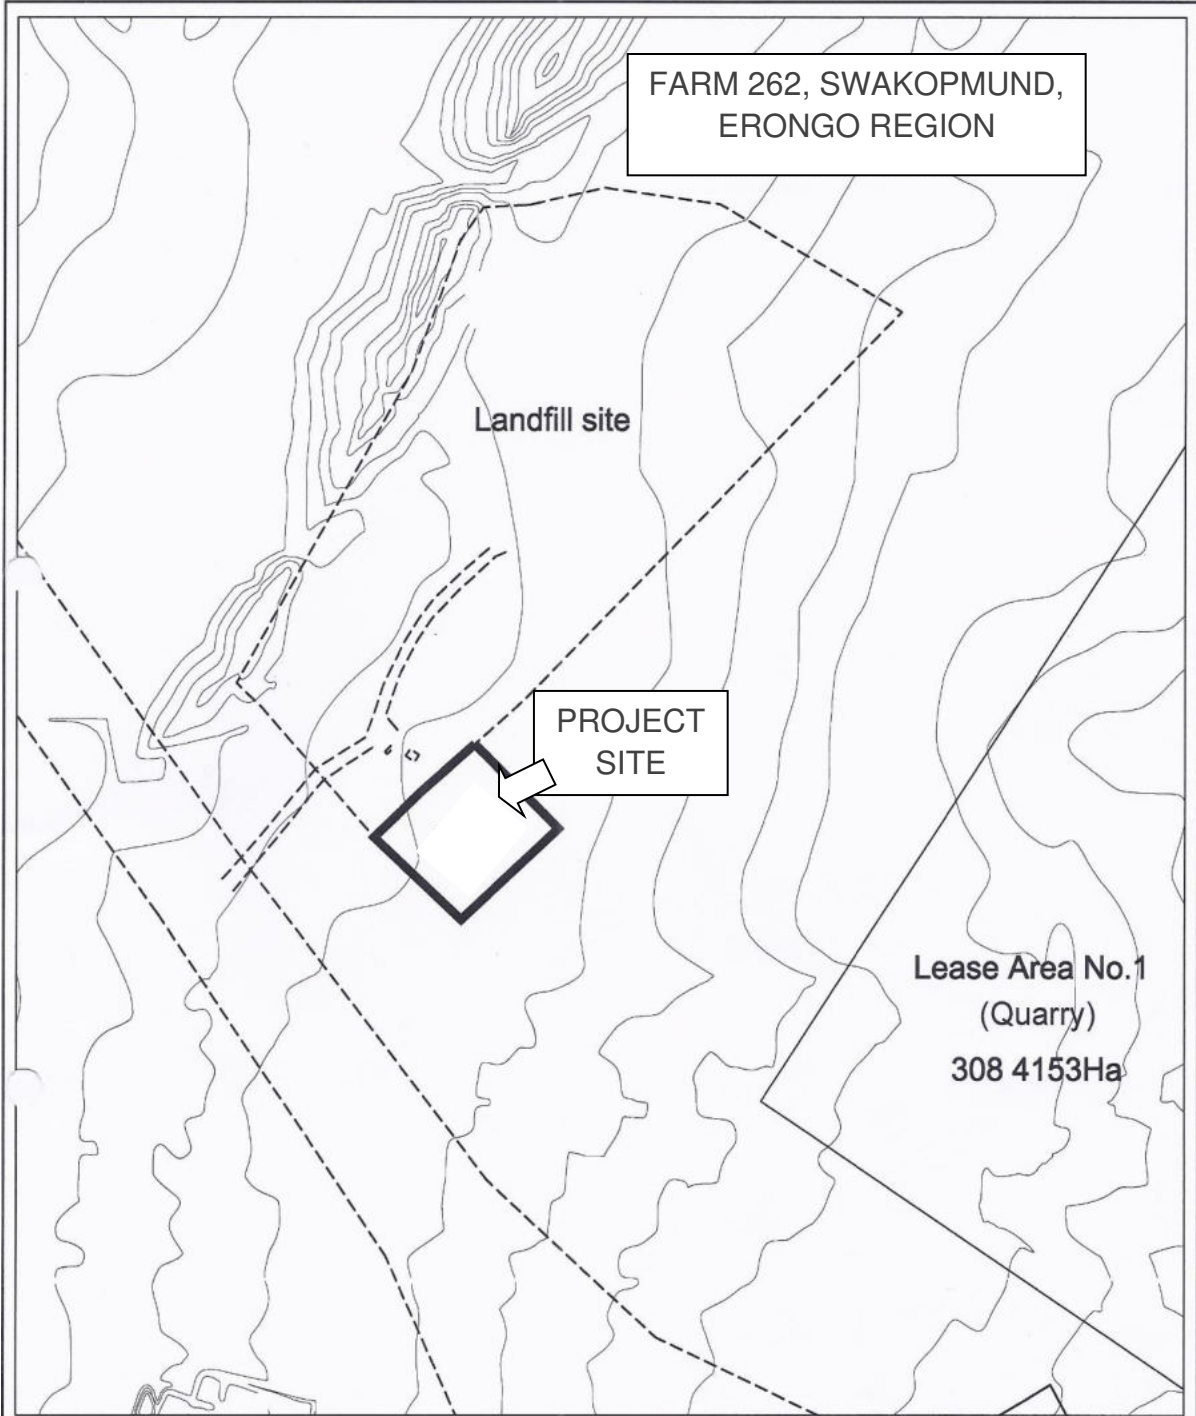 FARM 262, SWAKOPMUND,
ERONGO REGION
Landfill site
PROJECT
SITE
Lease Area No.1
(Quarry)
308 4153Ha